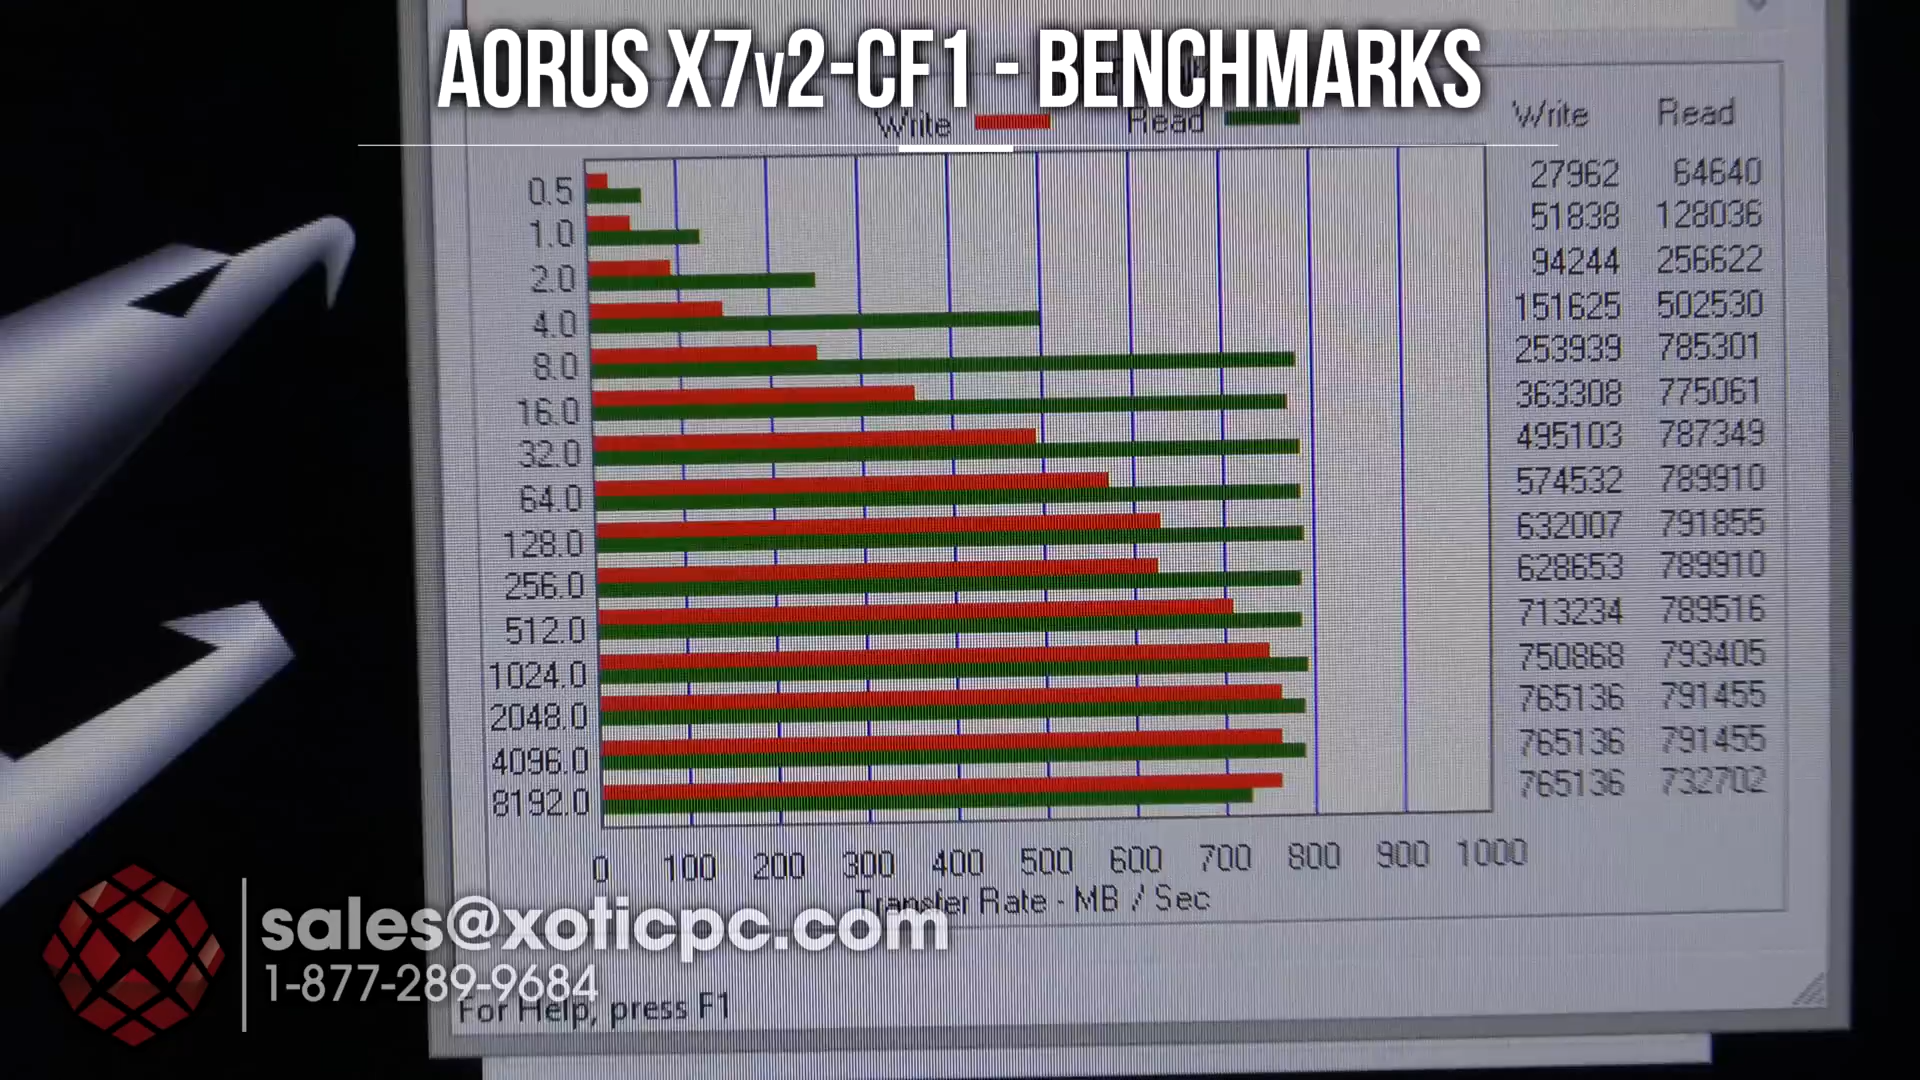 AORUS X7v2-CF1 - BENCHMARKS
Write Read
Write Read
0.5 27962 64640
1.0 51838 128036
2.0 94244 256622
4.0 151625 502530
8.0 253939 785301
16.0 363308 775061
32.0 495103 787349
64.0 574532 789910
128.0 632007 791855
256.0 628653 789910
512.0 713234 789516
1024.0 750868 793405
2048.0 765136 791455
4096.0 765136 791455
8192.0 765136 732702
0 100 200 300 400 500 600 700 800 900 1000
Transfer Rate - MB / Sec
sales@xoticpc.com
1-877-289-9684
For Help, press F1